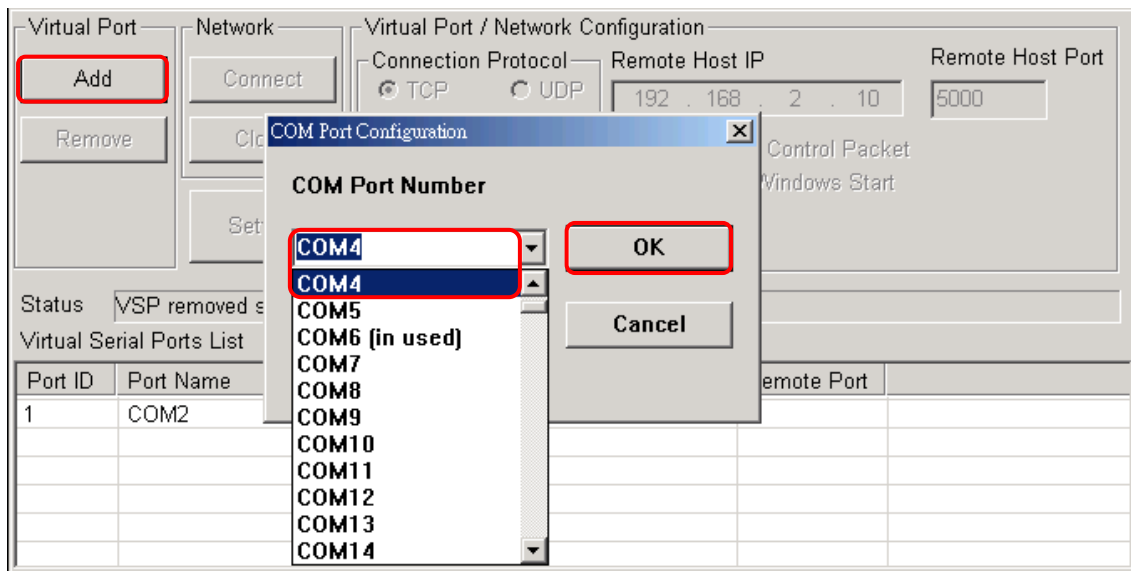 Virtual Port
Network
Virtual Port / Network Configuration
Add
Connect
Connection Protocol
TCP
UDP
Remote Host IP
192 . 168 . 2 . 10
Remote Host Port
5000
Remove
COM Port Configuration
Control Packet
Windows Start
COM Port Number
COM4
OK
Cancel
COM4
COM5
COM6 (in used)
COM7
COM8
COM9
COM10
COM11
COM12
COM13
COM14
Status
VSP removed
Virtual Serial Ports List
Port ID
Port Name
Port
1
COM2